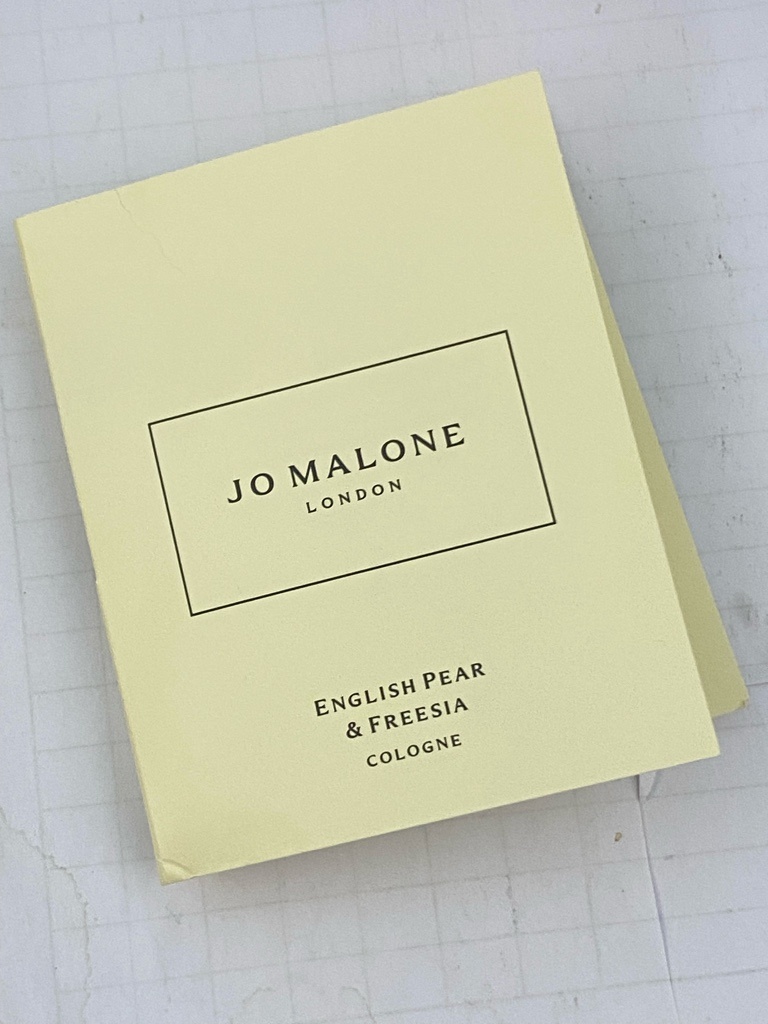 JO MALONE
LONDON
ENGLISH PEAR
& FREESIA
COLOGNE